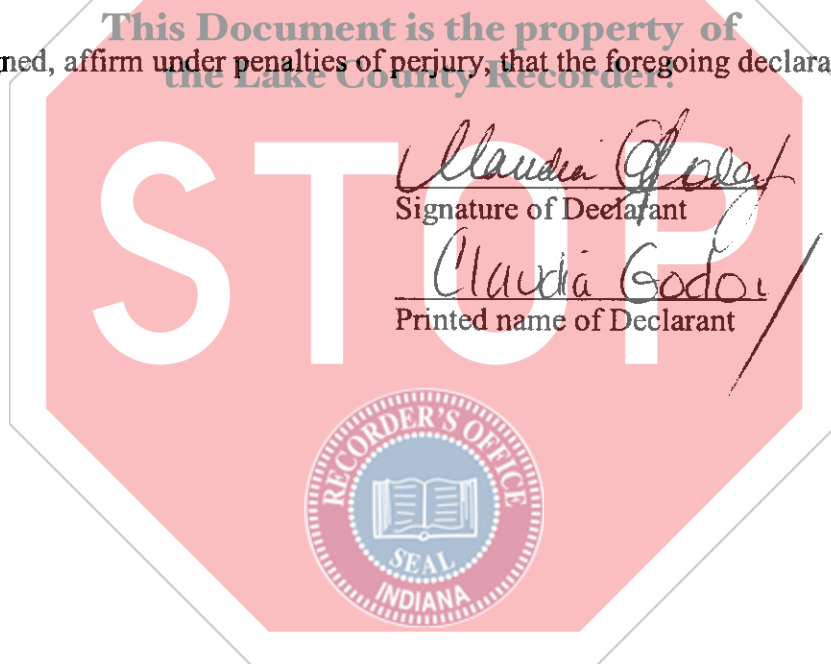 This Document is the property of
ned, affirm under penalties of perjury, that the foregoing declara
the Lake County Recorder!
Claudia Godoy
Signature of Declarant
Claudia Godoy
Printed name of Declarant
STOP
RECORDER'S OFFICE
SEAL
INDIANA